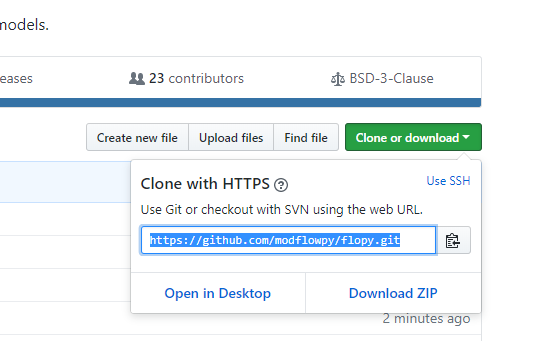 models.
eases
23 contributors
BSD-3-Clause
Create new file
Upload files
Find file
Clone or download
Clone with HTTPS
Use SSH
Use Git or checkout with SVN using the web URL.
https://github.com/modflowpy/flopy.git
Open in Desktop
Download ZIP
2 minutes ago